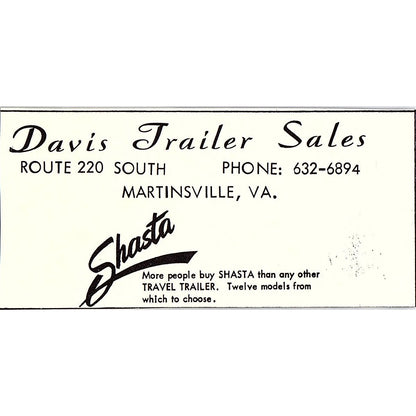 Davis Trailer Sales
ROUTE 220 SOUTH PHONE: 632-6894
MARTINSVILLE, VA.
Shasta
More people buy SHASTA than any other
TRAVEL TRAILER. Twelve models from
which to choose.